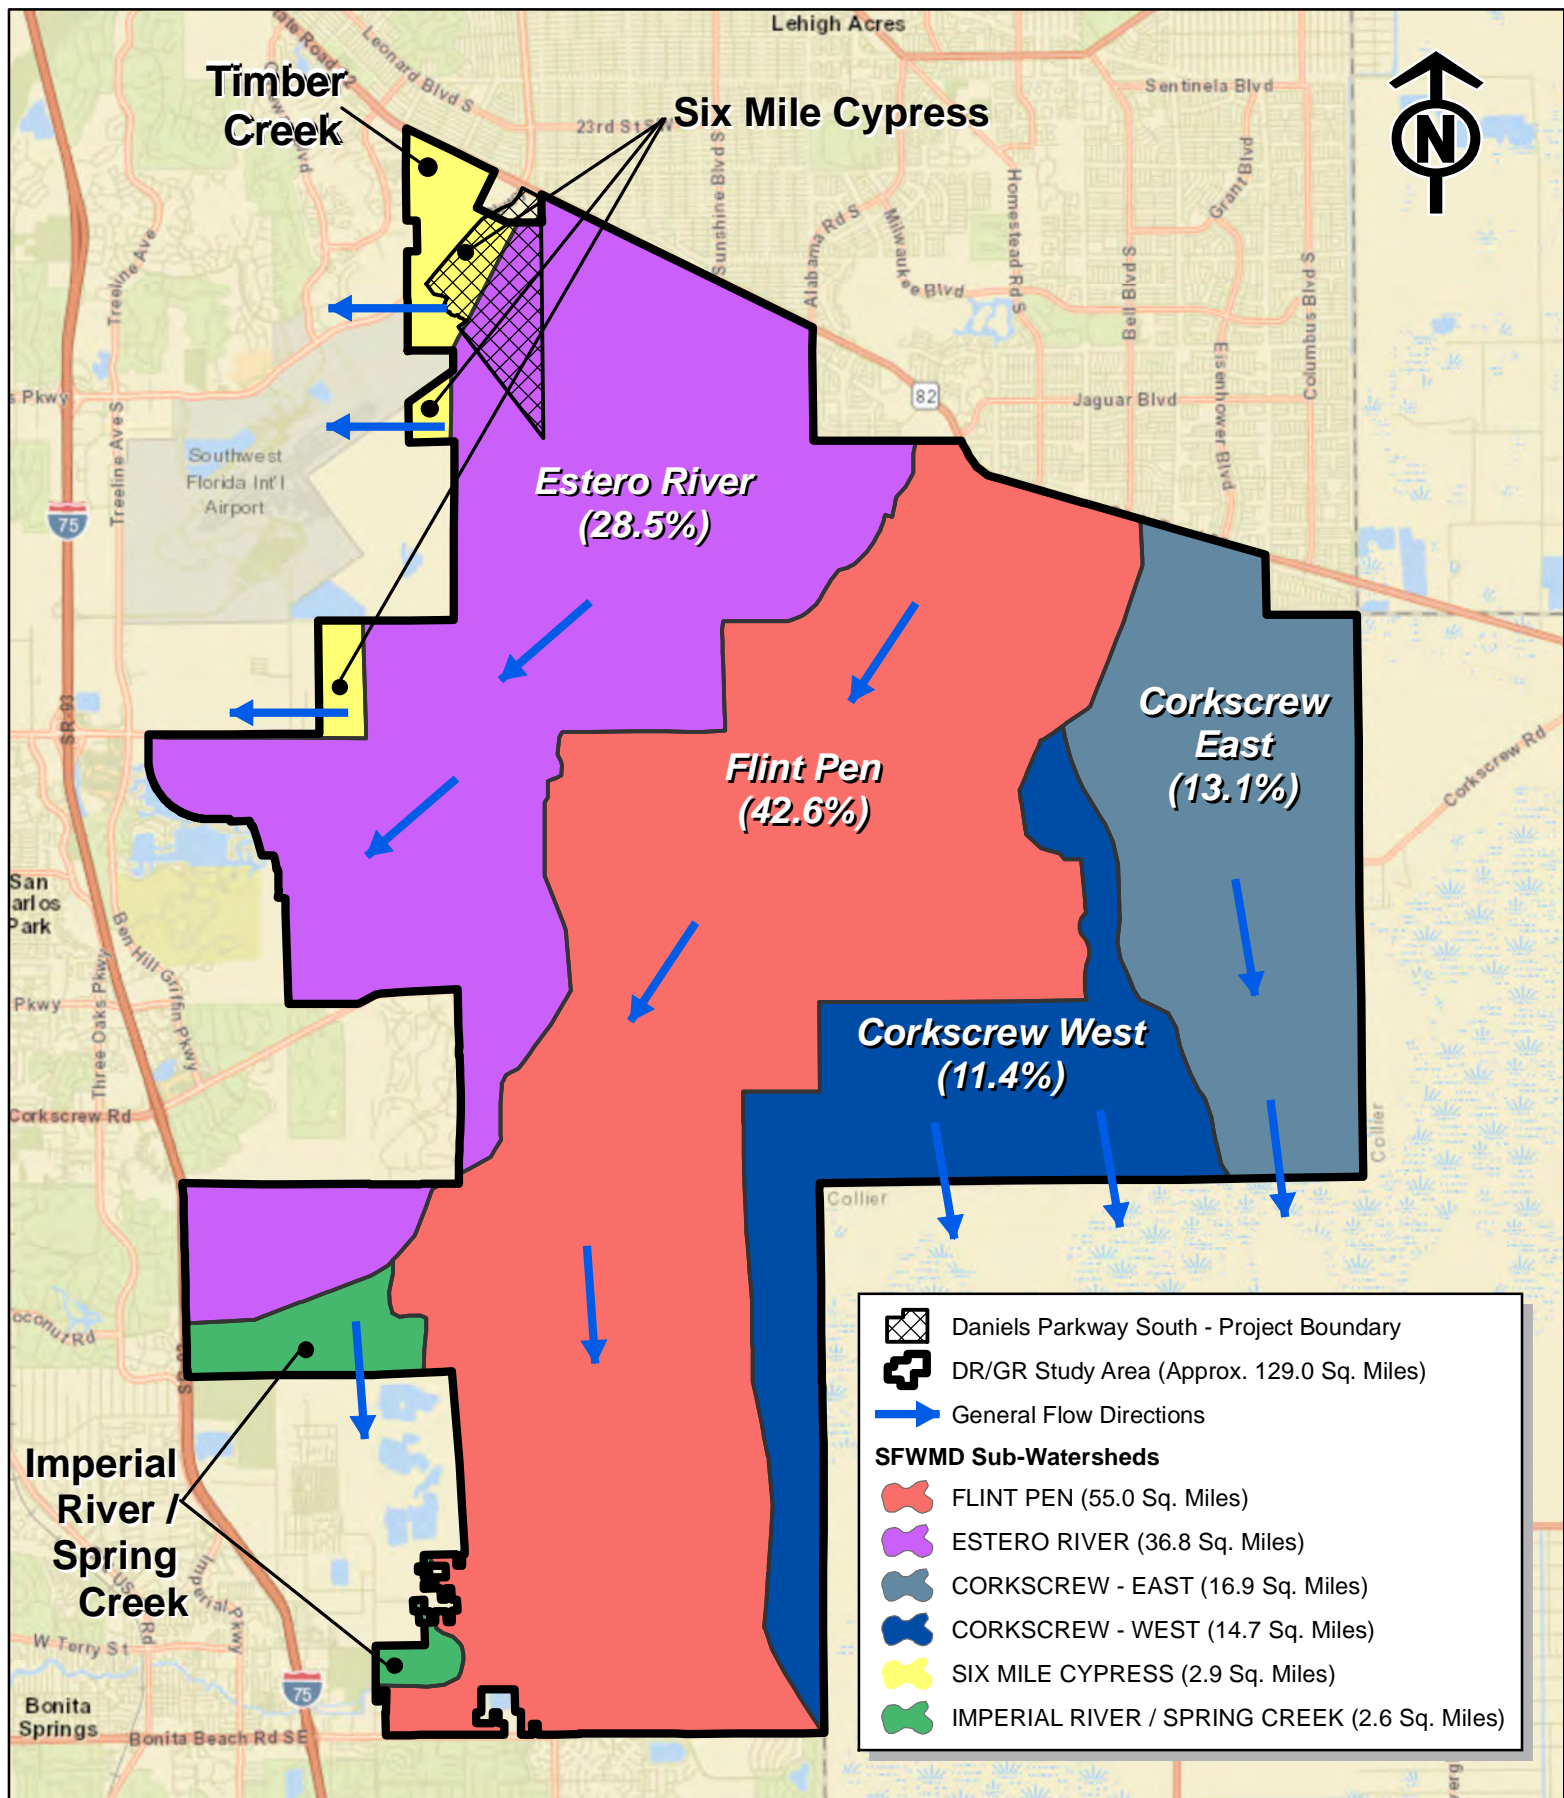 Lehigh Acres
State Road 82
Leonard Blvd S
Sentinela Blvd
Timber
Creek
Six Mile Cypress
23rd St SW
N
Sunshine Blvd S
Alabama Rd S
Milwaukee Blvd
Homestead Rd S
Grant Blvd
Bell Blvd S
Columbus Blvd S
Eisenhower Blvd
Treeline Ave
s Pkwy
82
Jaguar Blvd
Treeline Ave S
Southwest
Florida Int'l
Airport
75
Estero River
(28.5%)
SR 93
Corkscrew
East
(13.1%)
Flint Pen
(42.6%)
Corkscrew Rd
San
arlos
Park
Ben Hill Griffin Pkwy
Three Oaks Pkwy
Pkwy
Corkscrew West
(11.4%)
Corkscrew Rd
Collier
Collier
oconut Rd
Daniels Parkway South - Project Boundary
DR/GR Study Area (Approx. 129.0 Sq. Miles)
General Flow Directions
SFWMD Sub-Watersheds
FLINT PEN (55.0 Sq. Miles)
ESTERO RIVER (36.8 Sq. Miles)
CORKSCREW - EAST (16.9 Sq. Miles)
CORKSCREW - WEST (14.7 Sq. Miles)
SIX MILE CYPRESS (2.9 Sq. Miles)
IMPERIAL RIVER / SPRING CREEK (2.6 Sq. Miles)
Imperial
River /
Spring
Creek
Imperial Pkwy
W Terry St
Rd
75
Bonita
Springs
Bonita Beach Rd SE